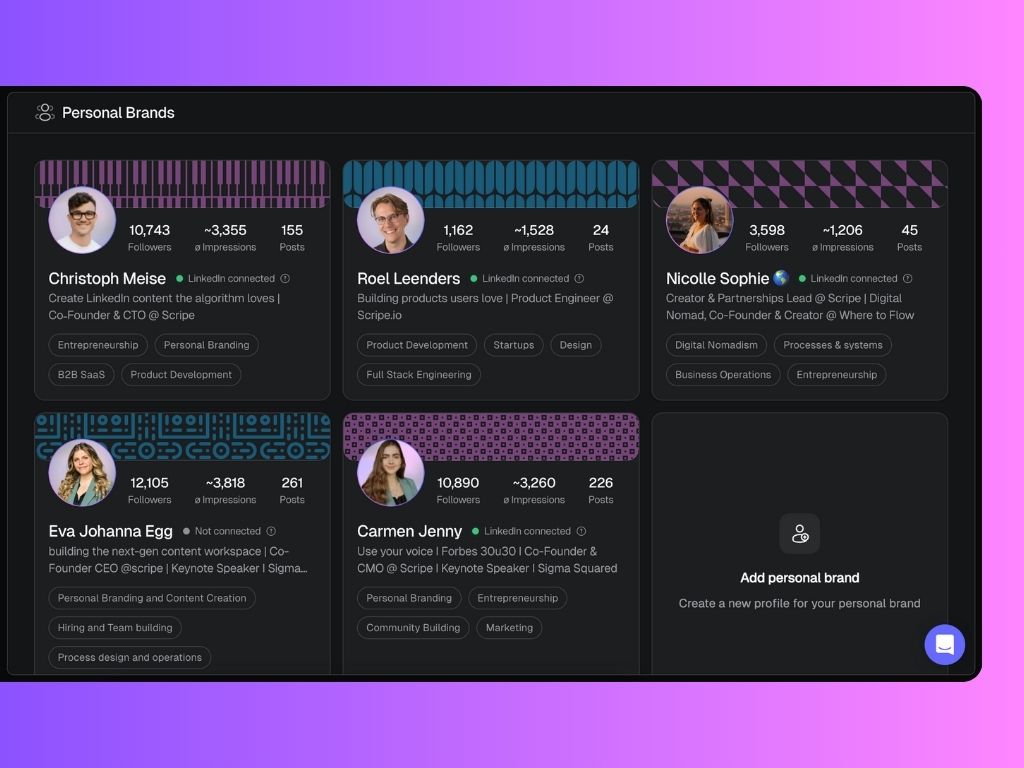 Personal Brands
10,743 ~3,355 155
Followers ø Impressions Posts
Christoph Meise LinkedIn connected
Create LinkedIn content the algorithm loves |
Co-Founder & CTO @ Scripe
Entrepreneurship Personal Branding
B2B SaaS Product Development
1,162 ~1,528 24
Followers ø Impressions Posts
Roel Leenders LinkedIn connected
Building products users love | Product Engineer @
Scripe.io
Product Development Startups Design
Full Stack Engineering
3,598 ~1,206 45
Followers ø Impressions Posts
Nicolle Sophie 🌎 LinkedIn connected
Creator & Partnerships Lead @ Scripe | Digital
Nomad, Co-Founder & Creator @ Where to Flow
Digital Nomadism Processes & systems
Business Operations Entrepreneurship
12,105 ~3,818 261
Followers ø Impressions Posts
Eva Johanna Egg Not connected
building the next-gen content workspace | Co-
Founder CEO @scripe | Keynote Speaker I Sigma...
Personal Branding and Content Creation
Hiring and Team building
Process design and operations
10,890 ~3,260 226
Followers ø Impressions Posts
Carmen Jenny LinkedIn connected
Use your voice I Forbes 30u30 I Co-Founder &
CMO @ Scripe I Keynote Speaker I Sigma Squared
Personal Branding Entrepreneurship
Community Building Marketing
Add personal brand
Create a new profile for your personal brand